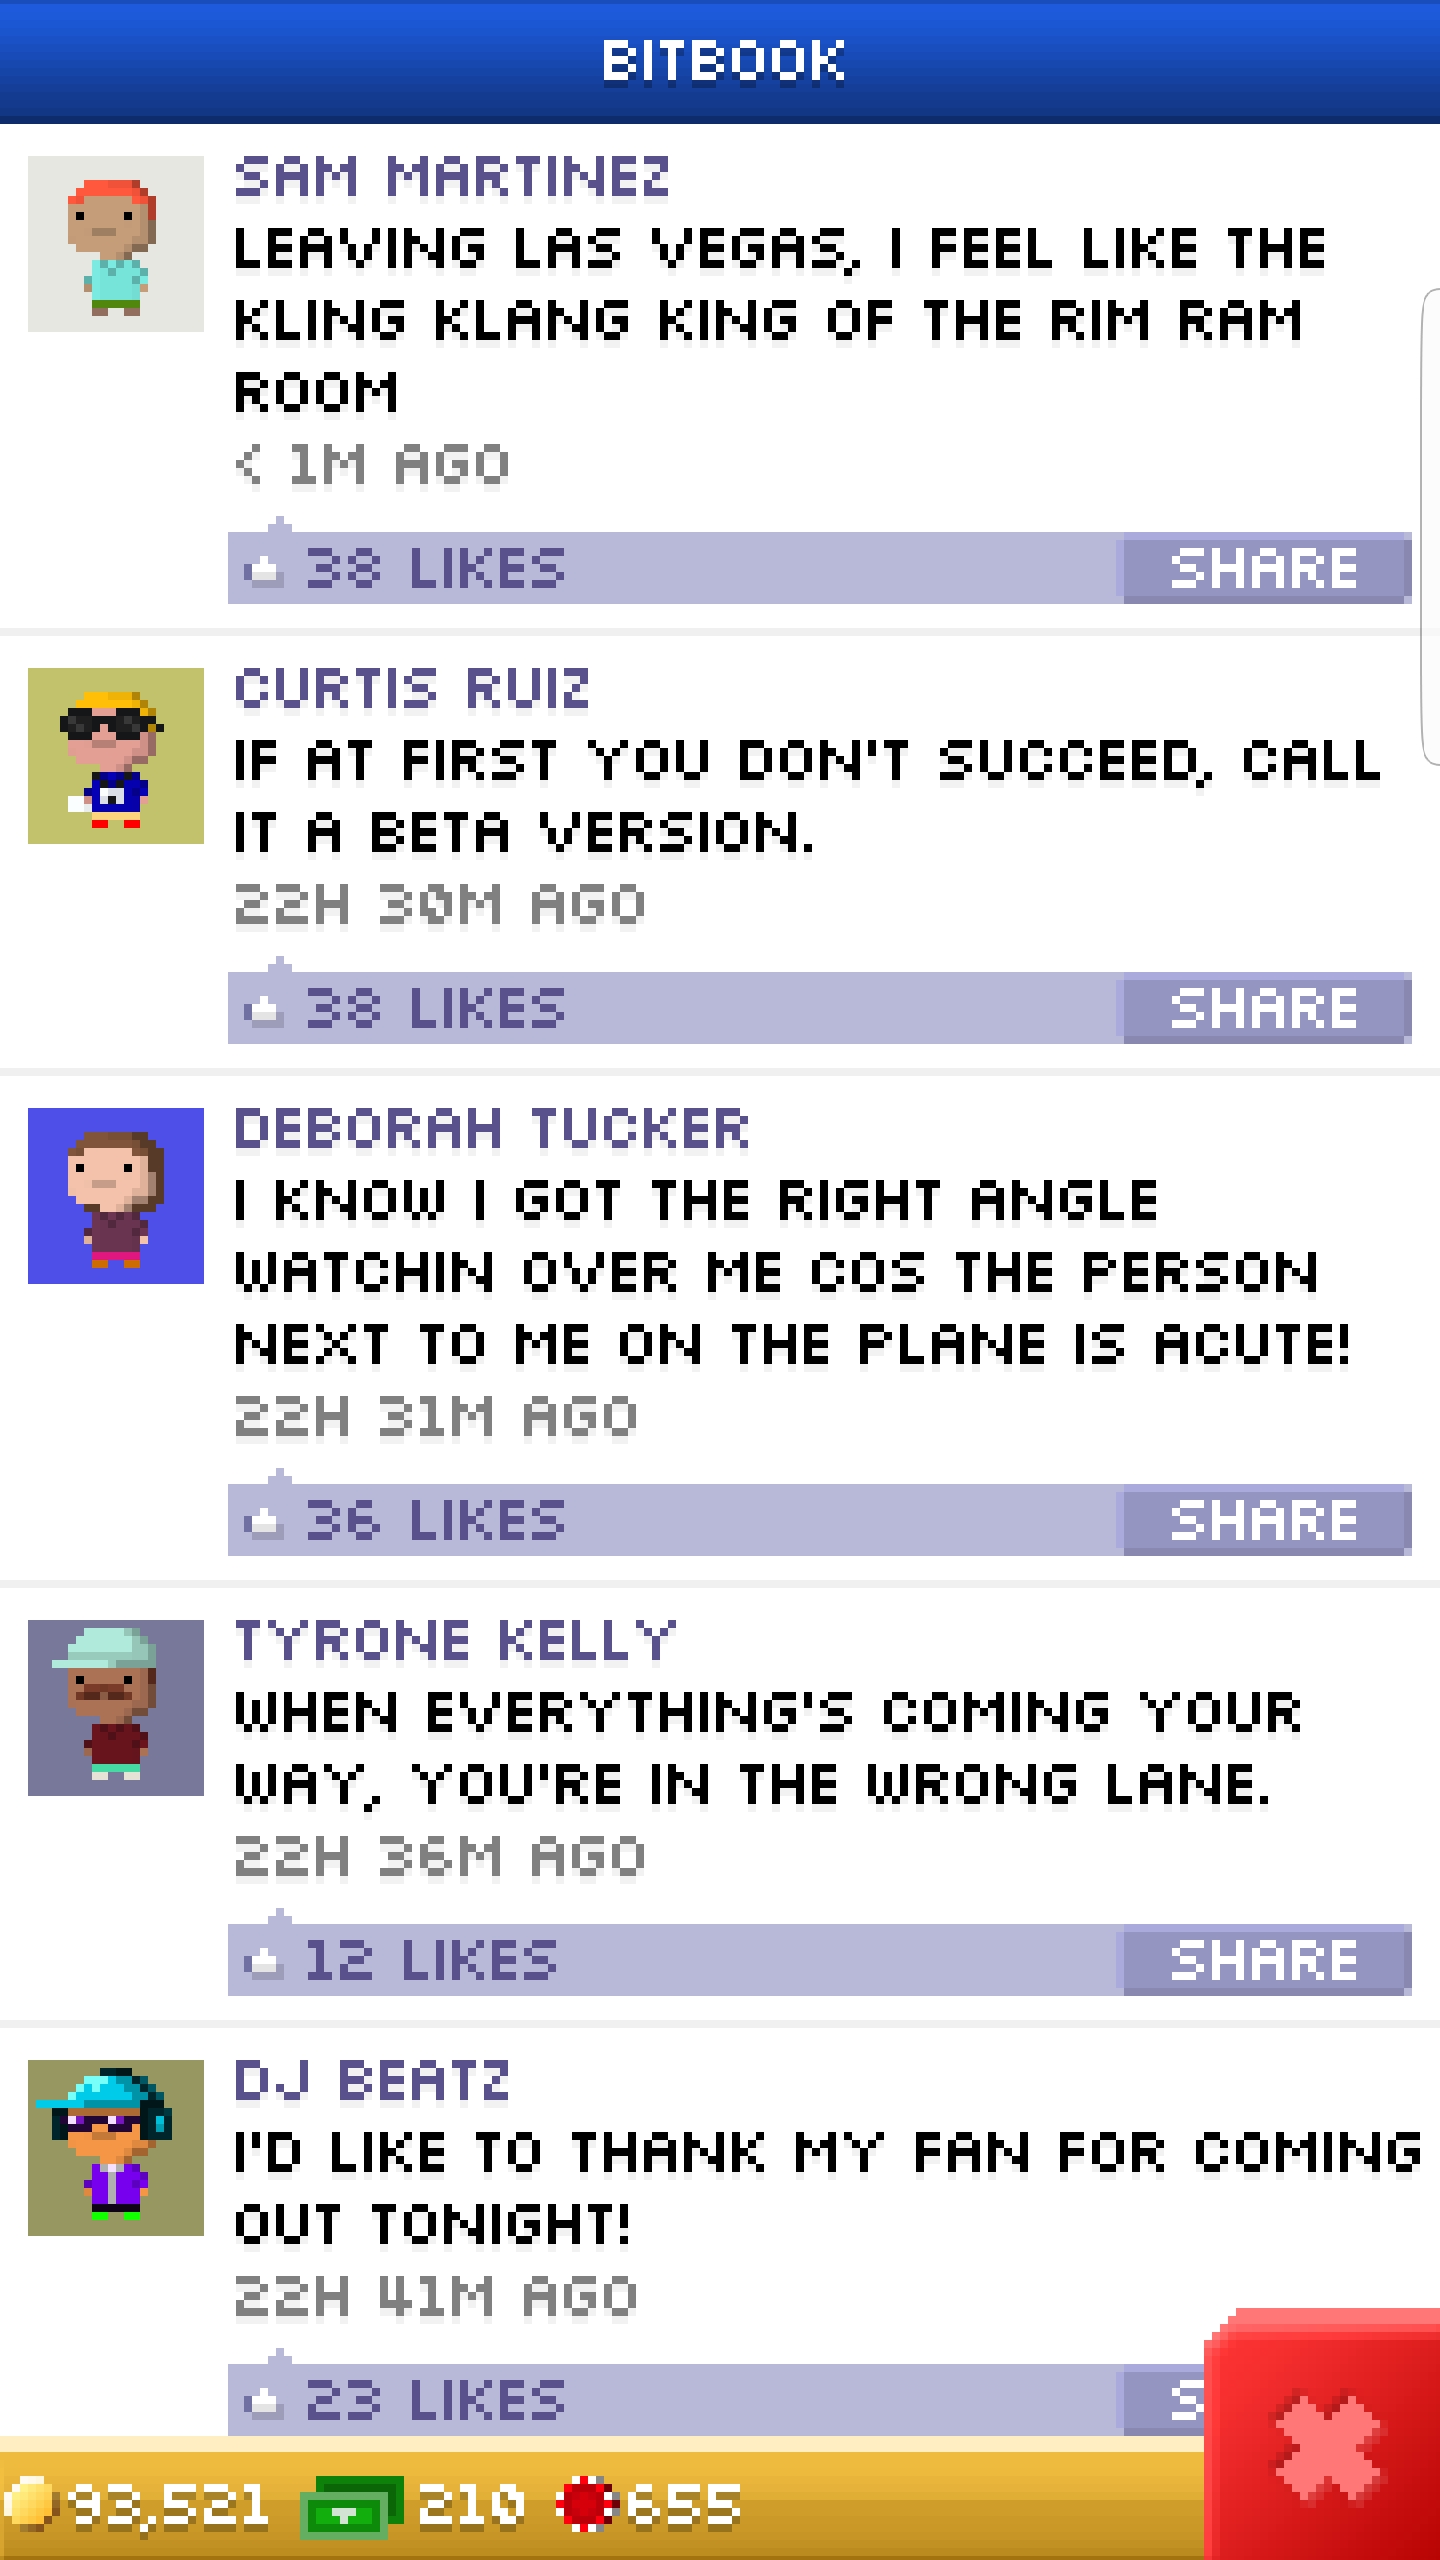 BITBOOK
SAM MARTINEZ
LEAVING LAS VEGAS, I FEEL LIKE THE
KLING KLANG KING OF THE RIM RAM
ROOM
< 1M AGO
38 LIKES SHARE
CURTIS RUIZ
IF AT FIRST YOU DON'T SUCCEED, CALL
IT A BETA VERSION.
22H 30M AGO
38 LIKES SHARE
DEBORAH TUCKER
I KNOW I GOT THE RIGHT ANGLE
WATCHIN OVER ME COS THE PERSON
NEXT TO ME ON THE PLANE IS ACUTE!
22H 31M AGO
36 LIKES SHARE
TYRONE KELLY
WHEN EVERYTHING'S COMING YOUR
WAY, YOU'RE IN THE WRONG LANE.
22H 36M AGO
12 LIKES SHARE
DJ BEATZ
I'D LIKE TO THANK MY FAN FOR COMING
OUT TONIGHT!
22H 41M AGO
23 LIKES
93,521 210 655